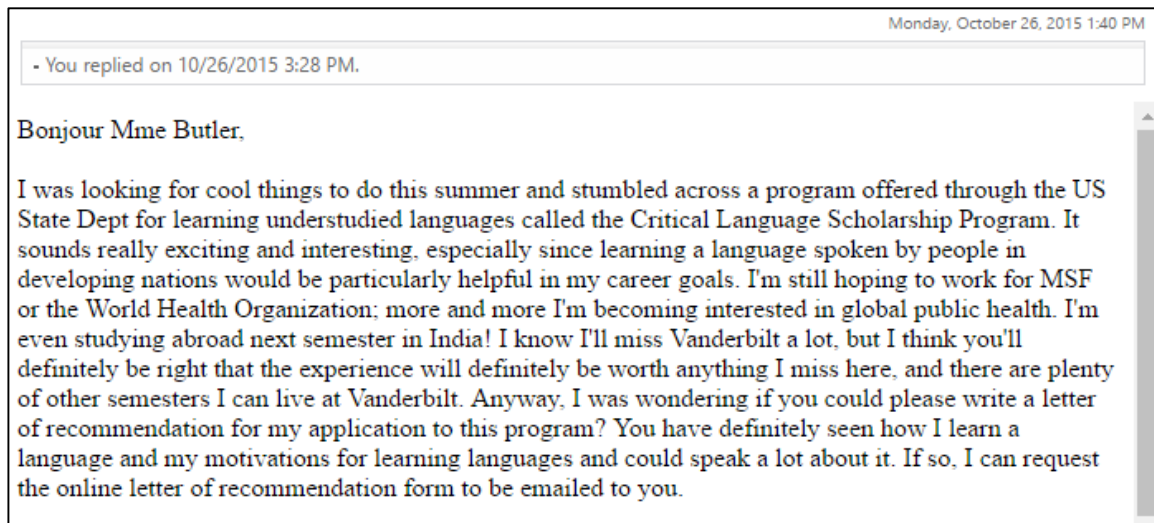 Monday, October 26, 2015 1:40 PM
- You replied on 10/26/2015 3:28 PM.
Bonjour Mme Butler,
I was looking for cool things to do this summer and stumbled across a program offered through the US
State Dept for learning understudied languages called the Critical Language Scholarship Program. It
sounds really exciting and interesting, especially since learning a language spoken by people in
developing nations would be particularly helpful in my career goals. I'm still hoping to work for MSF
or the World Health Organization; more and more I'm becoming interested in global public health. I'm
even studying abroad next semester in India! I know I'll miss Vanderbilt a lot, but I think you'll
definitely be right that the experience will definitely be worth anything I miss here, and there are plenty
of other semesters I can live at Vanderbilt. Anyway, I was wondering if you could please write a letter
of recommendation for my application to this program? You have definitely seen how I learn a
language and my motivations for learning languages and could speak a lot about it. If so, I can request
the online letter of recommendation form to be emailed to you.